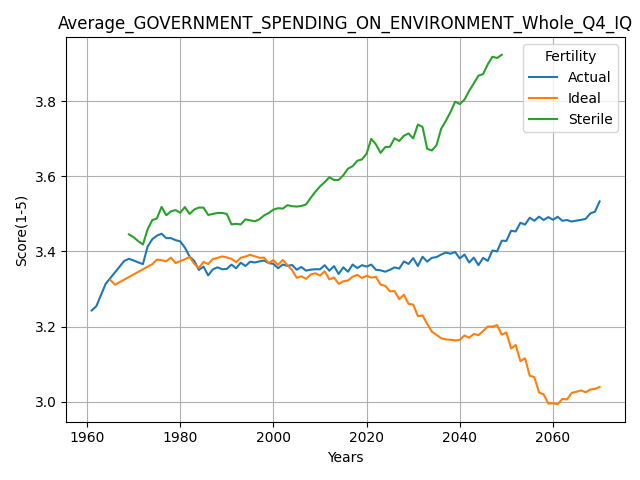 Average_GOVERNMENT_SPENDING_ON_ENVIRONMENT_Whole_Q4_IQ
Fertility
Actual
Ideal
Sterile
Score(1-5)
3.8
3.6
3.4
3.2
3.0
1960 1980 2000 2020 2040 2060
Years